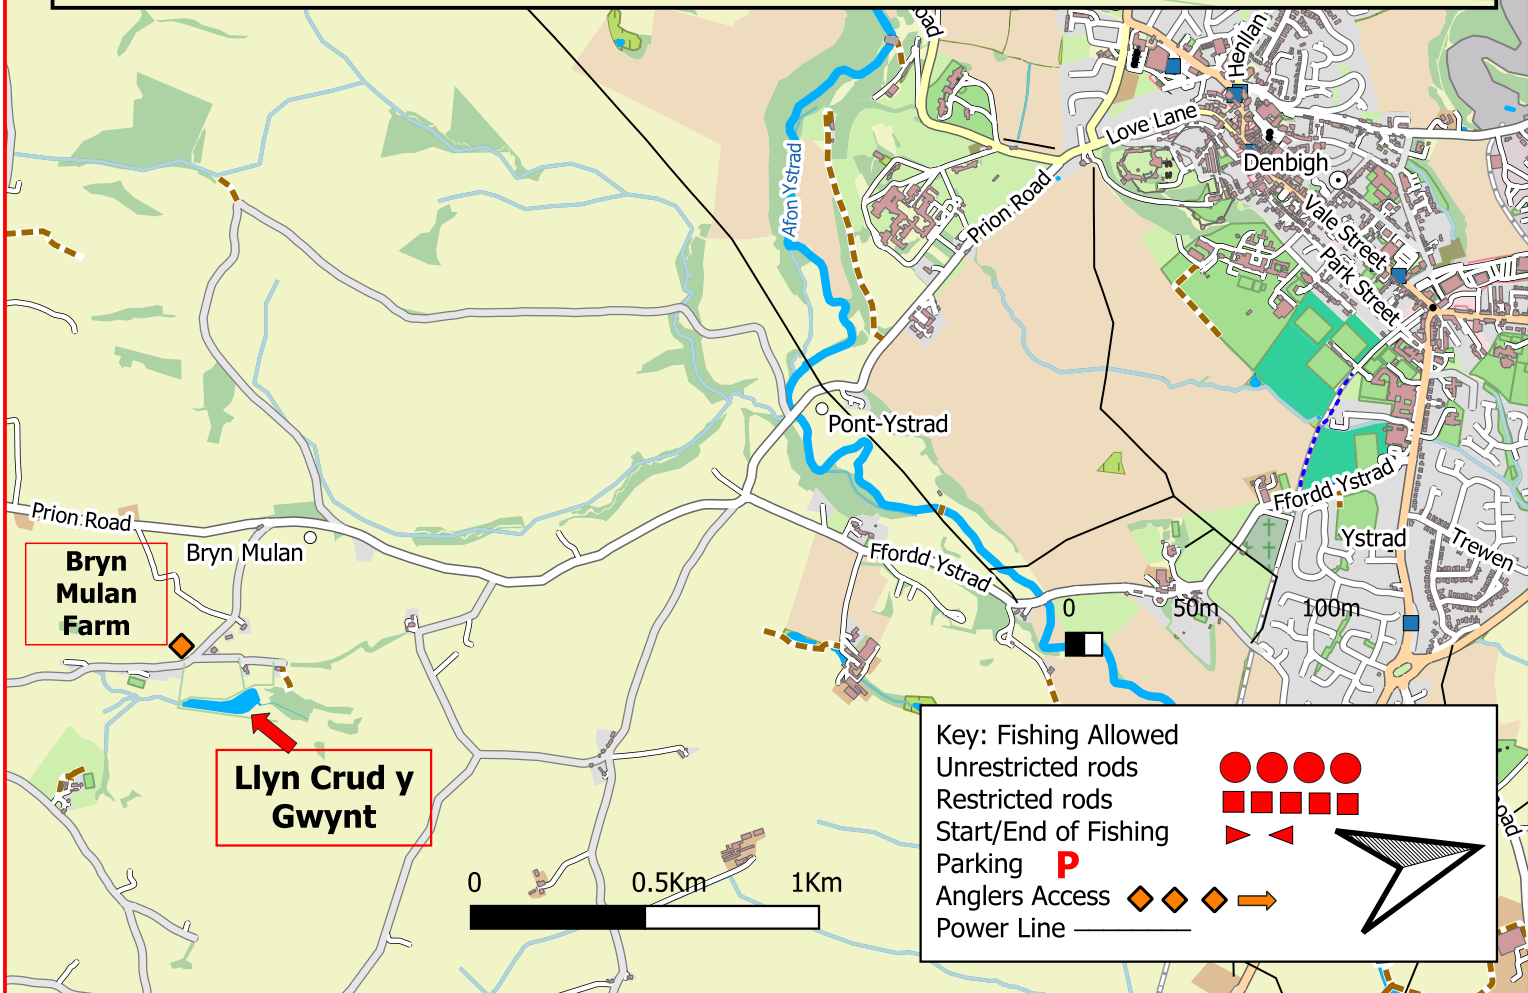 Road
Henllan
Love Lane
Denbigh
Afon Ystrad
Prion Road
Vale Street
Park Street
Pont-Ystrad
Ffordd Ystrad
Prion Road
Bryn Mulan
Ystrad
Trewen
Bryn
Mulan
Farm
Ffordd Ystrad
0 50m 100m
Llyn Crud y
Gwynt
0 0.5Km 1Km
Key: Fishing Allowed
Unrestricted rods
Restricted rods
Start/End of Fishing
Parking P
Anglers Access
Power Line